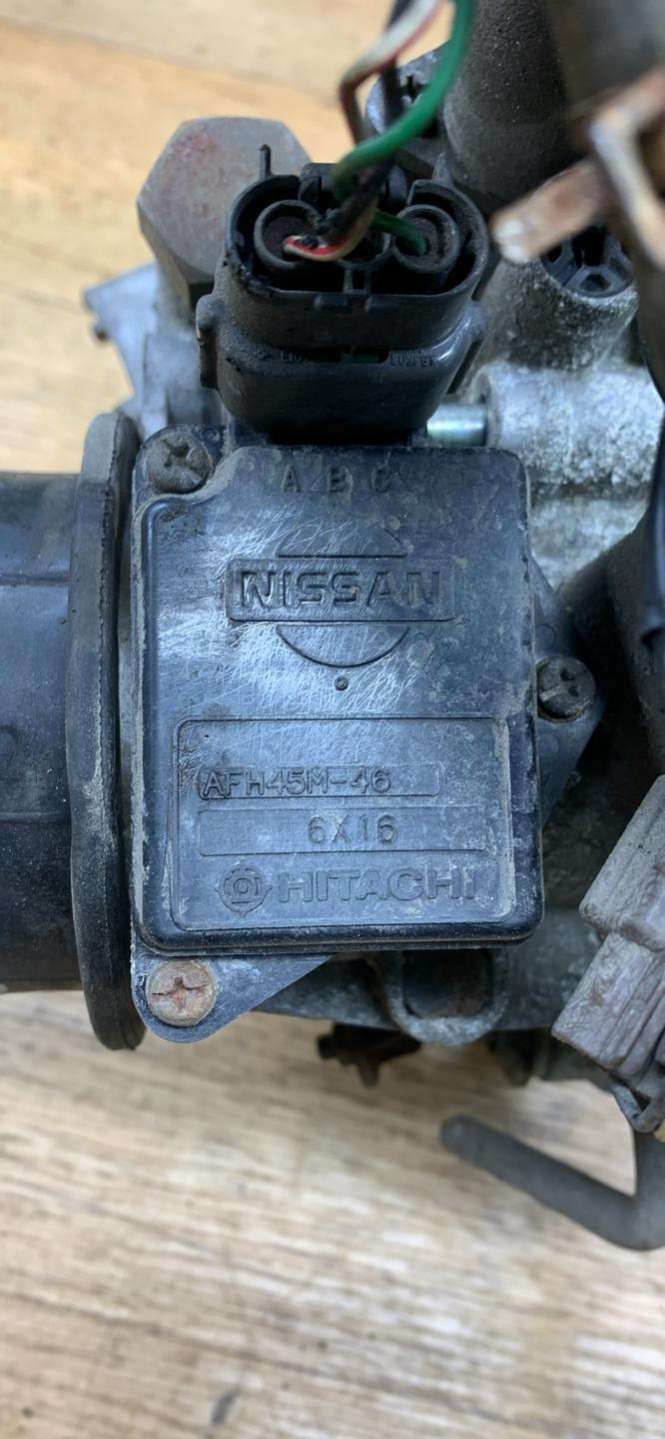 A B C
NISSAN
AFH45M-46
6X16
HITACHI